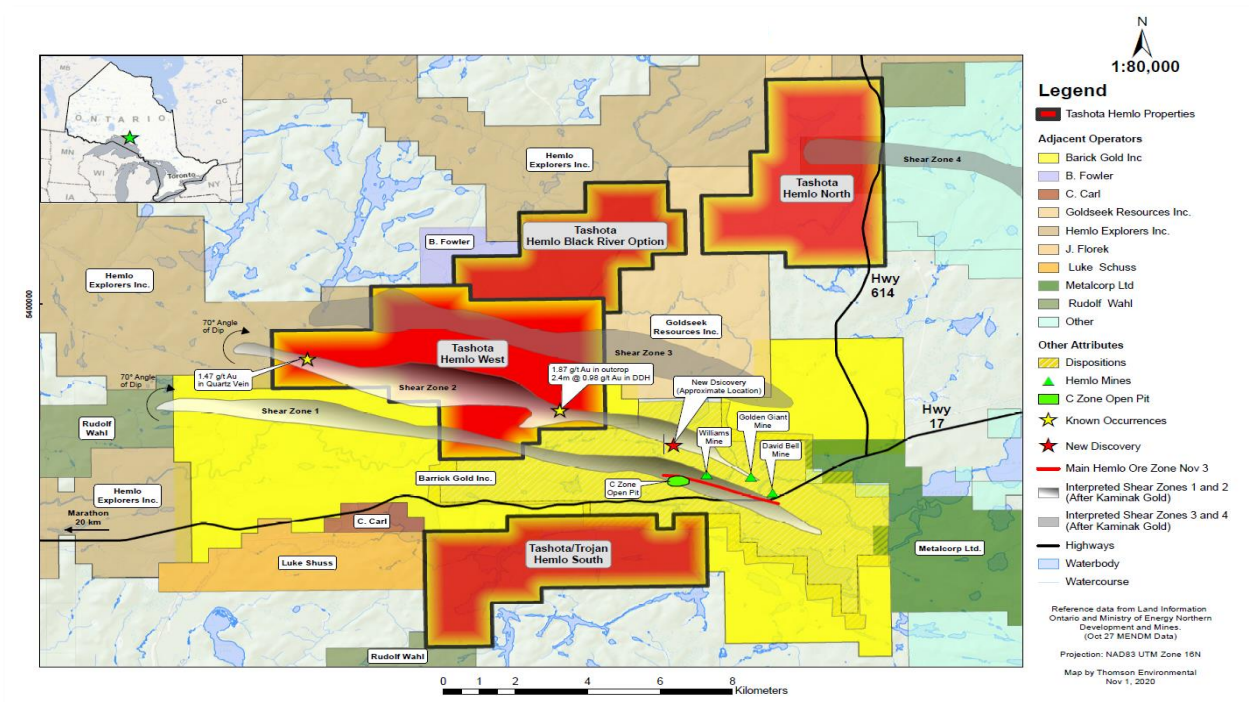 N
1:80,000
Legend
Tashota Hemlo Properties
Adjacent Operators
Barick Gold Inc
B. Fowler
C. Carl
Goldseek Resources Inc.
Hemlo Explorers Inc.
J. Florek
Luke Schuss
Metalcorp Ltd
Rudolf Wahl
Other
Other Attributes
Dispositions
Hemlo Mines
C Zone Open Pit
Known Occurrences
New Discovery
Main Hemlo Ore Zone Nov 3
Interpreted Shear Zones 1 and 2
(After Kaminak Gold)
Interpreted Shear Zones 3 and 4
(After Kaminak Gold)
Highways
Waterbody
Watercourse
Reference data from Land Information
Ontario and Ministry of Energy Northern
Development and Mines.
(Oct 27 MENDM Data)
Projection: NAD83 UTM Zone 16N
Map by Thomson Environmental
Nov 1, 2020
MB
ONTARIO
QC
MN
WI
MI
Toronto
NY
IA
PA
5400000
Hemlo
Explorers Inc.
Shear Zone 4
Tashota
Hemlo North
Tashota
Hemlo Black River Option
B. Fowler
Hemlo
Explorers Inc.
Hwy
614
70° Angle
of Dip
Goldseek
Resources Inc.
Tashota
Hemlo West
Shear Zone 3
1.47 g/t Au
in Quartz Vein
1.87 g/t Au in outcrop
2.4m @ 0.98 g/t Au in DDH
70° Angle
of Dip
Shear Zone 2
New Dsicovery
(Approximate Location)
Shear Zone 1
Hwy
17
Golden Giant
Mine
Williams
Mine
Rudolf
Wahl
David Bell
Mine
Barrick Gold Inc.
C Zone
Open Pit
Hemlo
Explorers Inc.
Marathon
20 km
C. Carl
Tashota/Trojan
Hemlo South
Metalcorp Ltd.
Luke Shuss
Rudolf Wahl
0 1 2 4 6 8
Kilometers